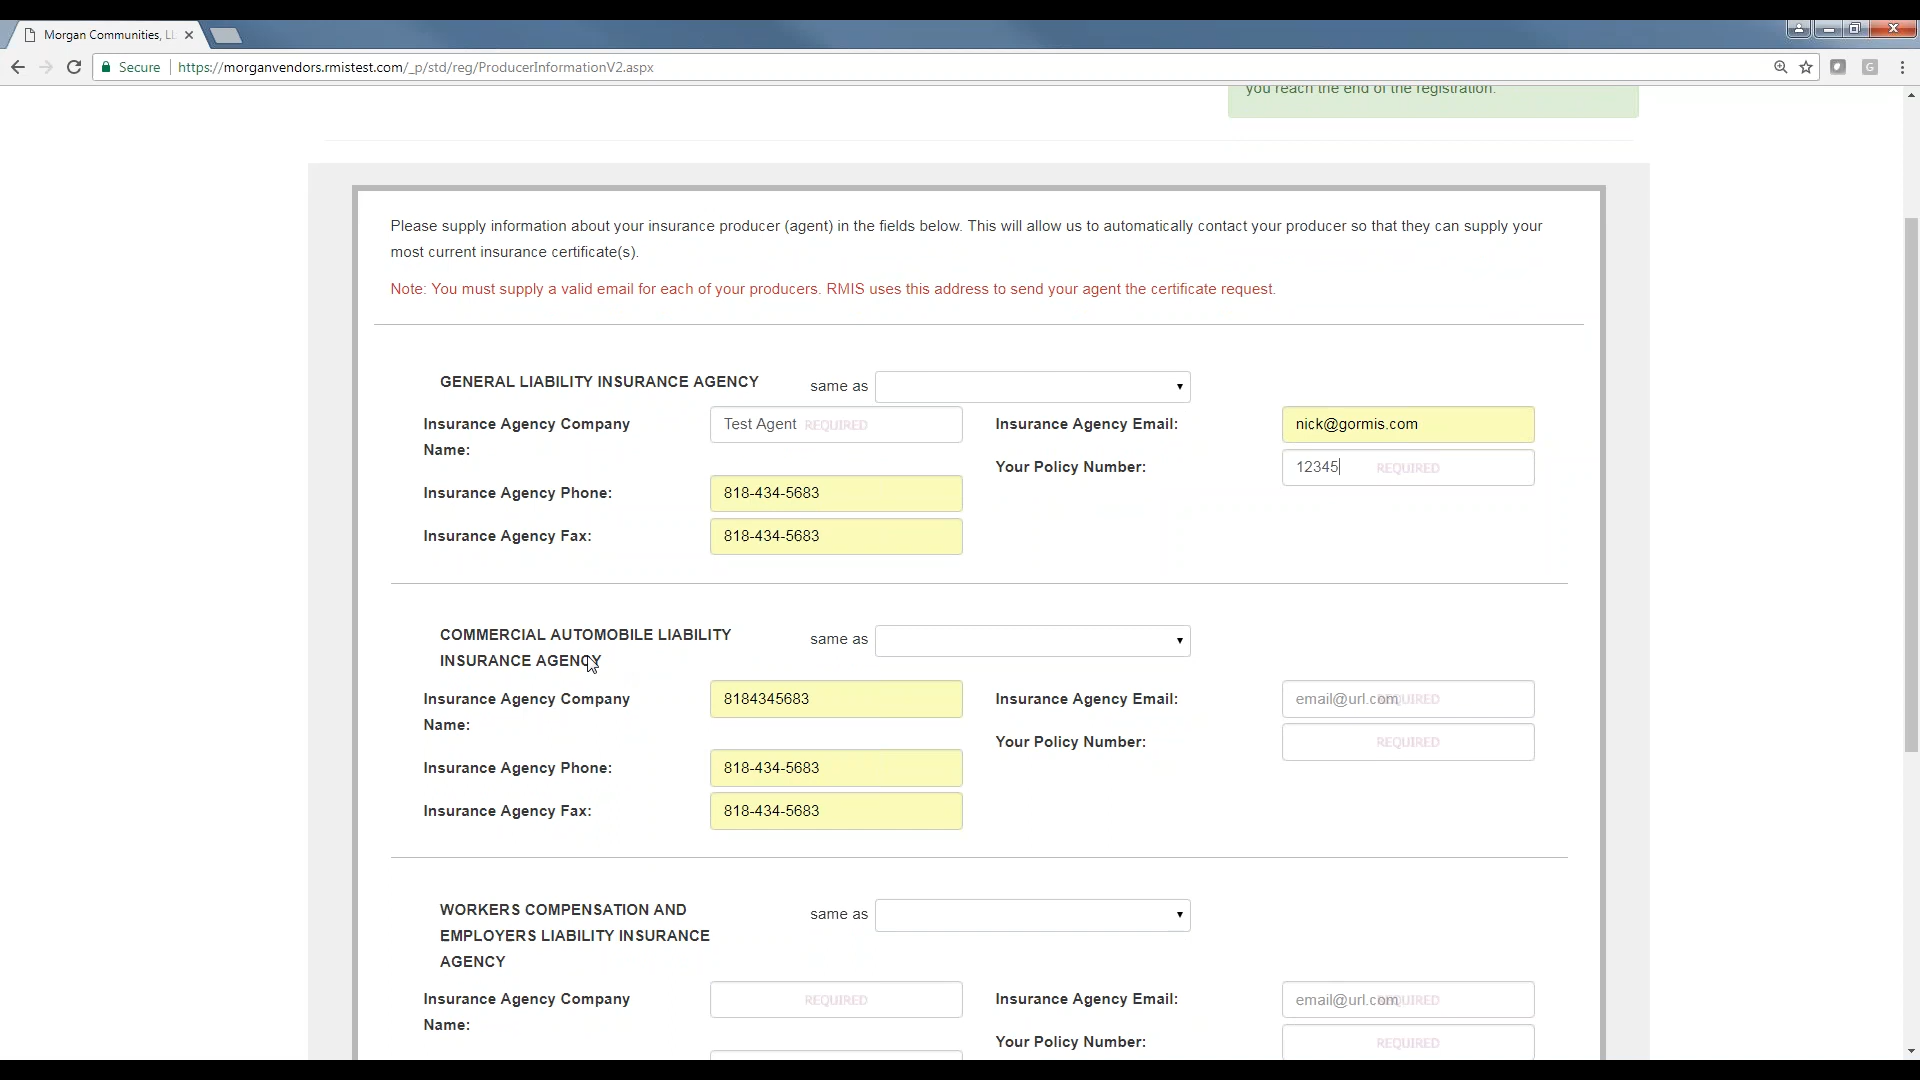 Morgan Communities, LL
Secure
https://morganvendors.rmistest.com/_p/std/reg/ProducerInformationV2.aspx
G
you reach the end of the registration.
Please supply information about your insurance producer (agent) in the fields below. This will allow us to automatically contact your producer so that they can supply your
most current insurance certificate(s).
Note: You must supply a valid email for each of your producers. RMIS uses this address to send your agent the certificate request.
GENERAL LIABILITY INSURANCE AGENCY
same as
Insurance Agency Company
Name:
Test Agent REQUIRED
Insurance Agency Email:
nick@gormis.com
Your Policy Number:
12345 REQUIRED
Insurance Agency Phone:
818-434-5683
Insurance Agency Fax:
818-434-5683
COMMERCIAL AUTOMOBILE LIABILITY
INSURANCE AGENCY
same as
Insurance Agency Company
Name:
8184345683
Insurance Agency Email:
email@url.com REQUIRED
Your Policy Number:
REQUIRED
Insurance Agency Phone:
818-434-5683
Insurance Agency Fax:
818-434-5683
WORKERS COMPENSATION AND
EMPLOYERS LIABILITY INSURANCE
AGENCY
same as
Insurance Agency Company
Name:
REQUIRED
Insurance Agency Email:
email@url.com REQUIRED
Your Policy Number:
REQUIRED